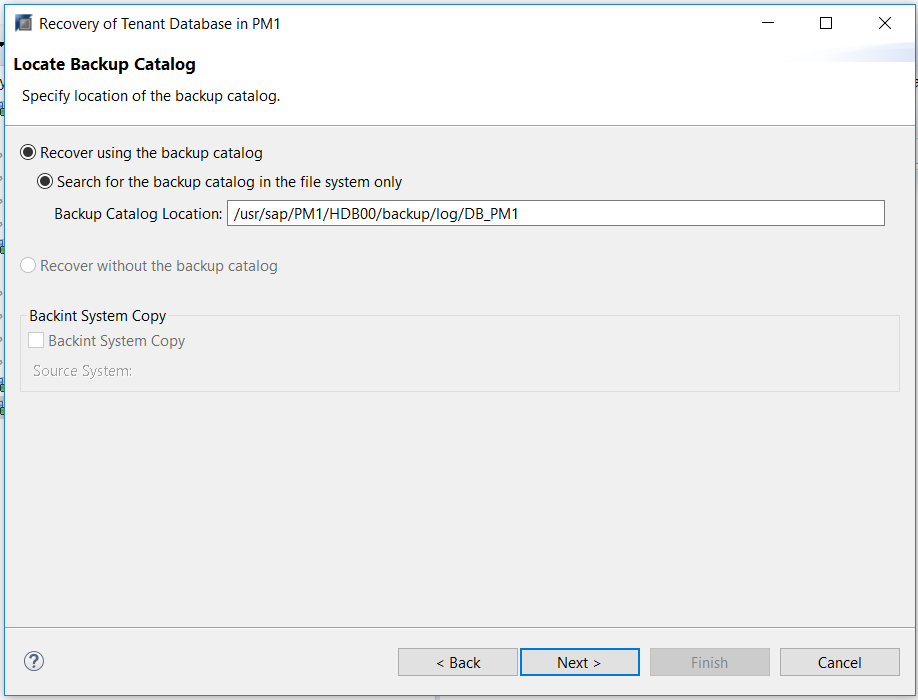 Recovery of Tenant Database in PM1
Locate Backup Catalog
Specify location of the backup catalog.
Recover using the backup catalog
Search for the backup catalog in the file system only
Backup Catalog Location: /usr/sap/PM1/HDB00/backup/log/DB_PM1
Recover without the backup catalog
Backint System Copy
Backint System Copy
Source System:
? < Back Next > Finish Cancel